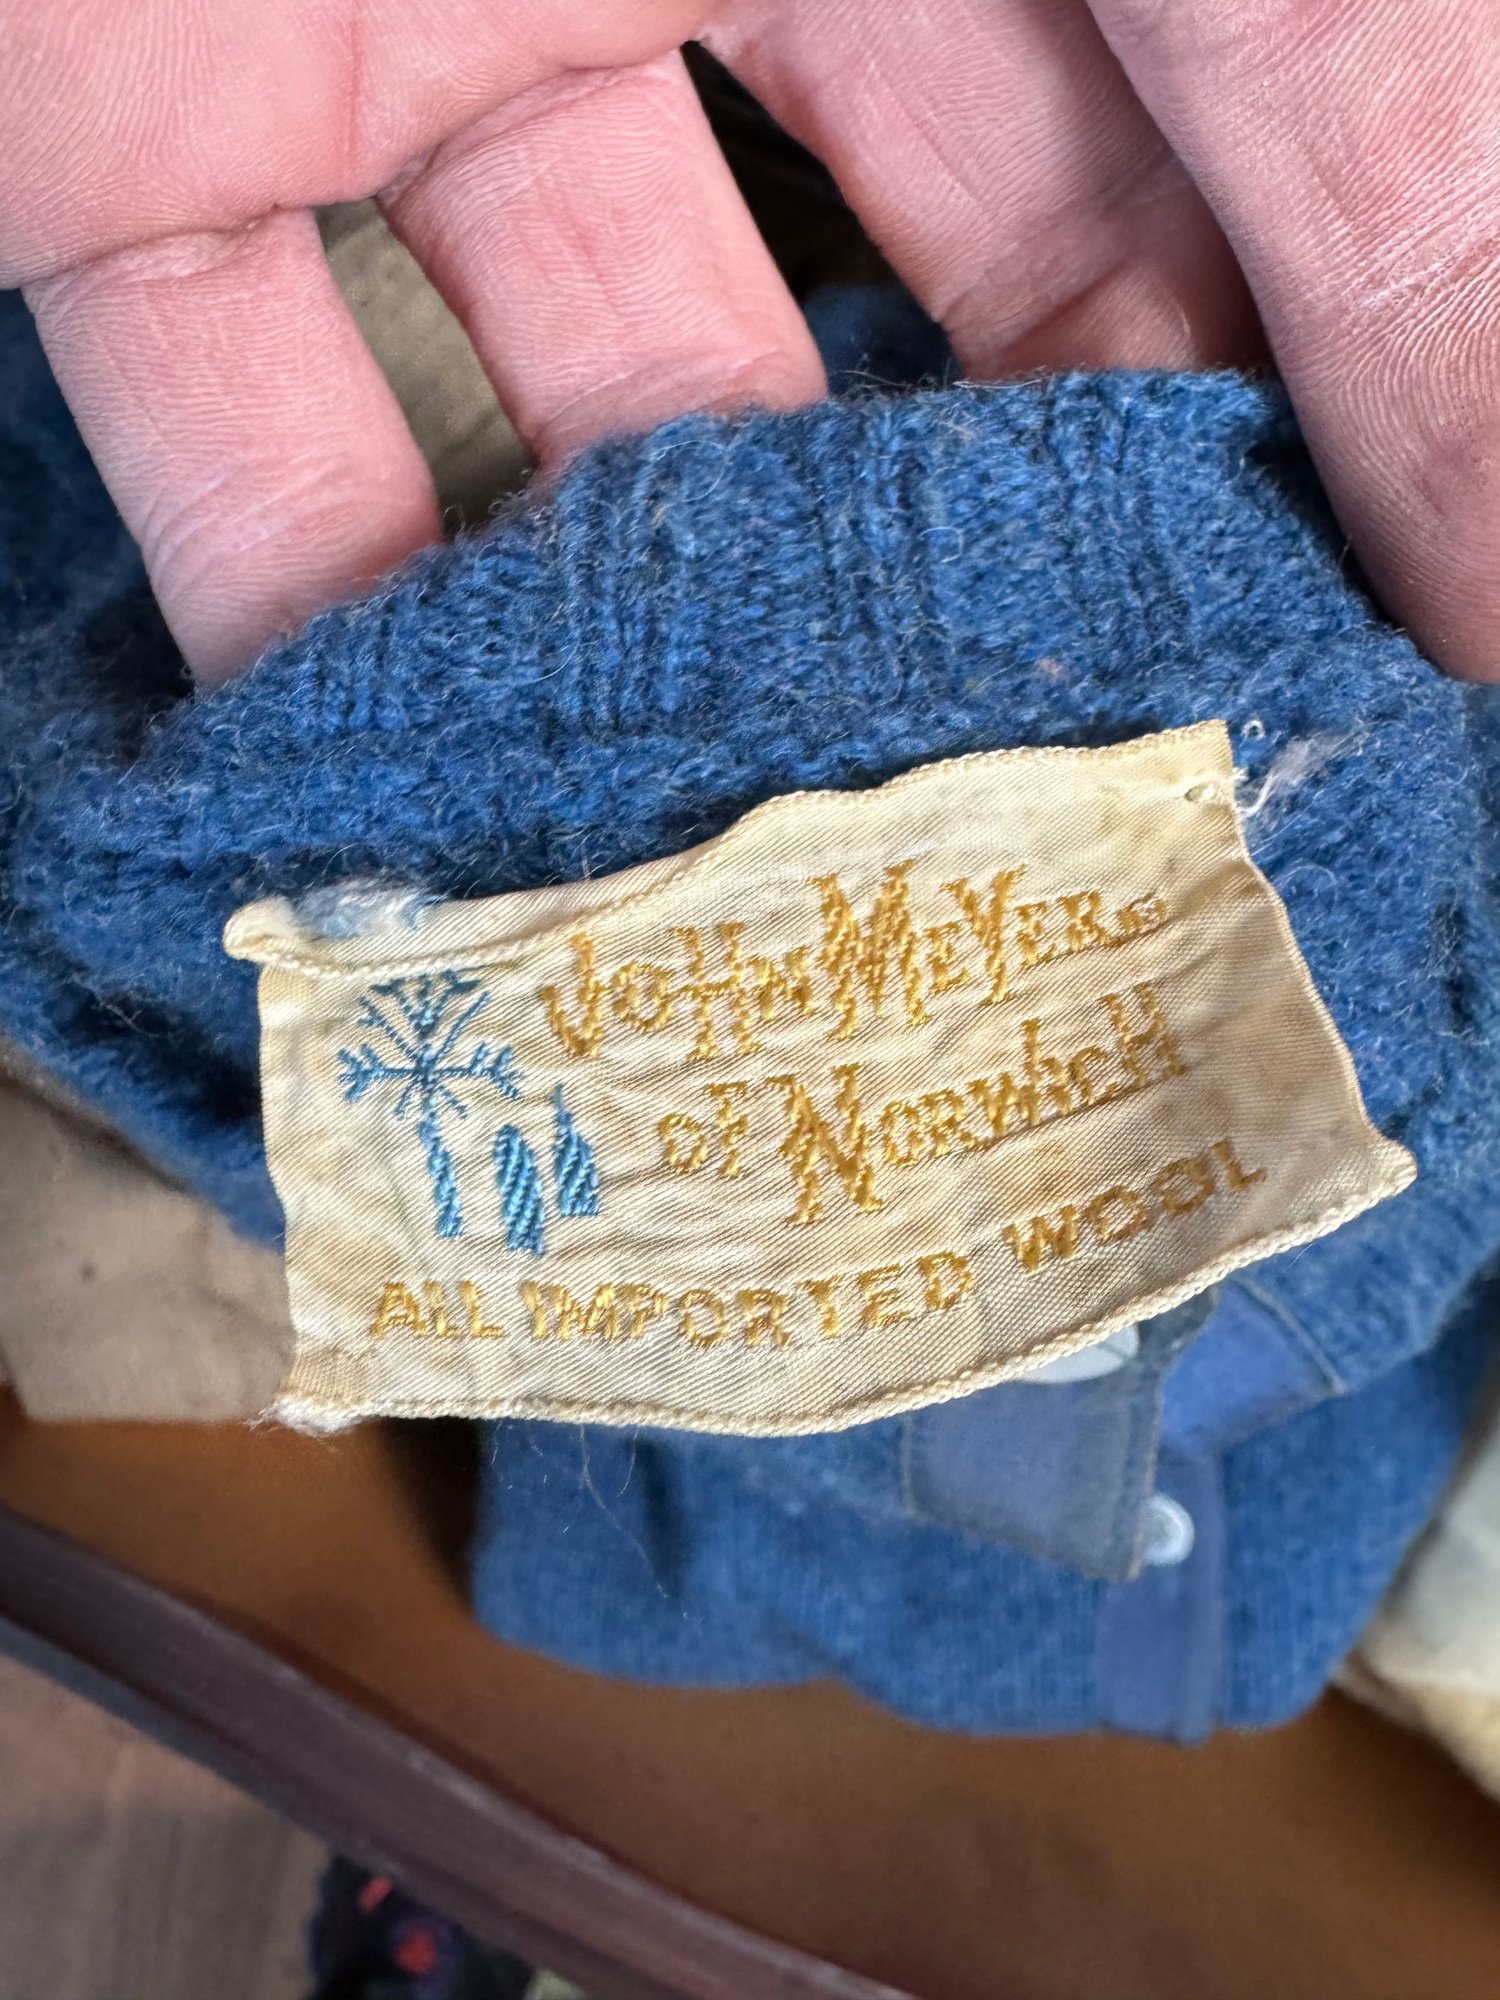 JOHN MEYER
OF NORWICH
ALL IMPORTED WOOL